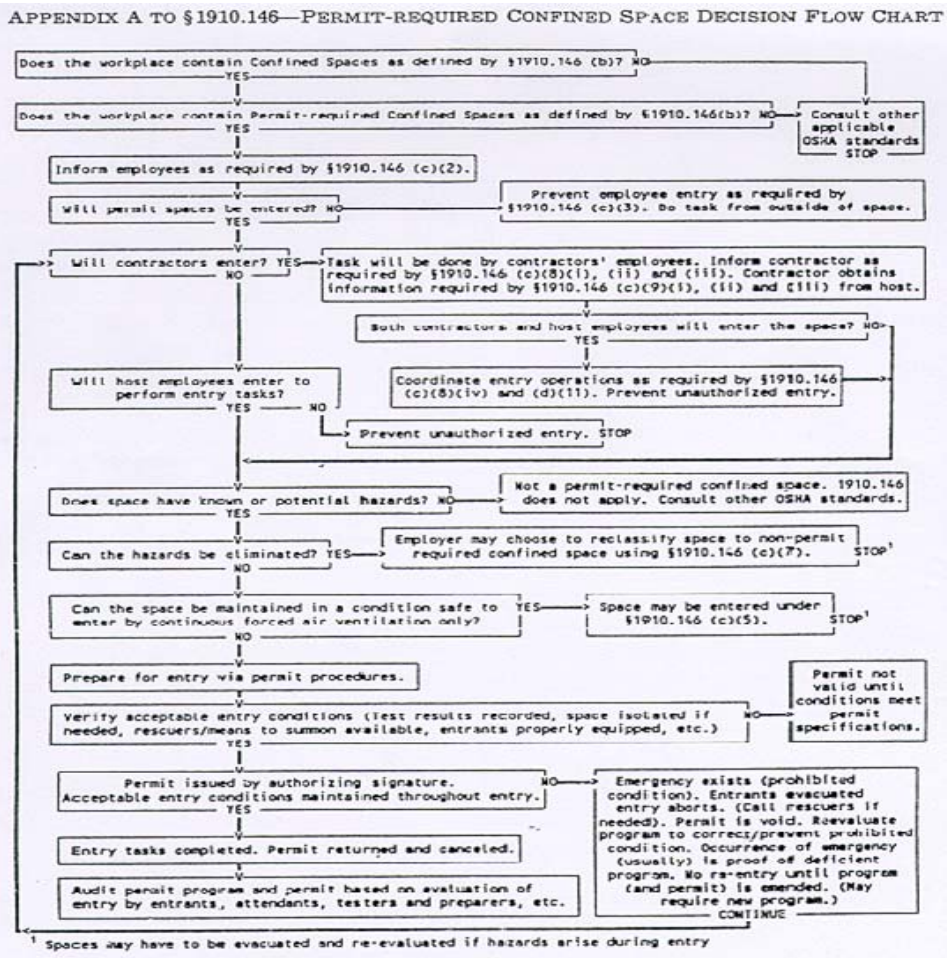 APPENDIX A TO §1910.146—PERMIT-REQUIRED CONFINED SPACE DECISION FLOW CHART
Does the workplace contain Confined Spaces as defined by §1910.146 (b)? NO
YES
Does the workplace contain Permit-required Confined Spaces as defined by §1910.146(b)? NO
YES
Consult other
applicable
OSHA standards
STOP
Inform employees as required by §1910.146 (c)(2).
Will permit spaces be entered? NO
YES
Prevent employee entry as required by
§1910.146 (c)(3). Do task from outside of space.
Will contractors enter? YES
NO
Task will be done by contractors' employees. Inform contractor as
required by §1910.146 (c)(8)(i), (ii) and (iii). Contractor obtains
information required by §1910.146 (c)(9)(i), (ii) and (iii) from host.
Both contractors and host employees will enter the space? NO
YES
Will host employees enter to
perform entry tasks?
YES NO
Coordinate entry operations as required by §1910.146
(c)(8)(iv) and (d)(11). Prevent unauthorized entry.
Prevent unauthorized entry. STOP
Does space have known or potential hazards? NO
YES
Not a permit-required confined space. 1910.146
does not apply. Consult other OSHA standards.
Can the hazards be eliminated? YES
NO
Employer may choose to reclassify space to non-permit
required confined space using §1910.146 (c)(7). STOP¹
Can the space be maintained in a condition safe to
enter by continuous forced air ventilation only?
YES
NO
Space may be entered under
§1910.146 (c)(5). STOP¹
Prepare for entry via permit procedures.
Verify acceptable entry conditions (Test results recorded, space isolated if
needed, rescuers/means to summon available, entrants properly equipped, etc.)
NO
YES
Permit not
valid until
conditions meet
permit
specifications.
Permit issued by authorizing signature.
Acceptable entry conditions maintained throughout entry.
NO
YES
Emergency exists (prohibited
condition). Entrants evacuated
entry aborts. (Call rescuers if
needed). Permit is void. Reevaluate
program to correct/prevent prohibited
condition. Occurrence of emergency
(usually) is proof of deficient
program. No re-entry until program
(and permit) is amended. (May
require new program.)
CONTINUE
Entry tasks completed. Permit returned and canceled.
Audit permit program and permit based on evaluation of
entry by entrants, attendants, testers and preparers, etc.
¹ Spaces may have to be evacuated and re-evaluated if hazards arise during entry